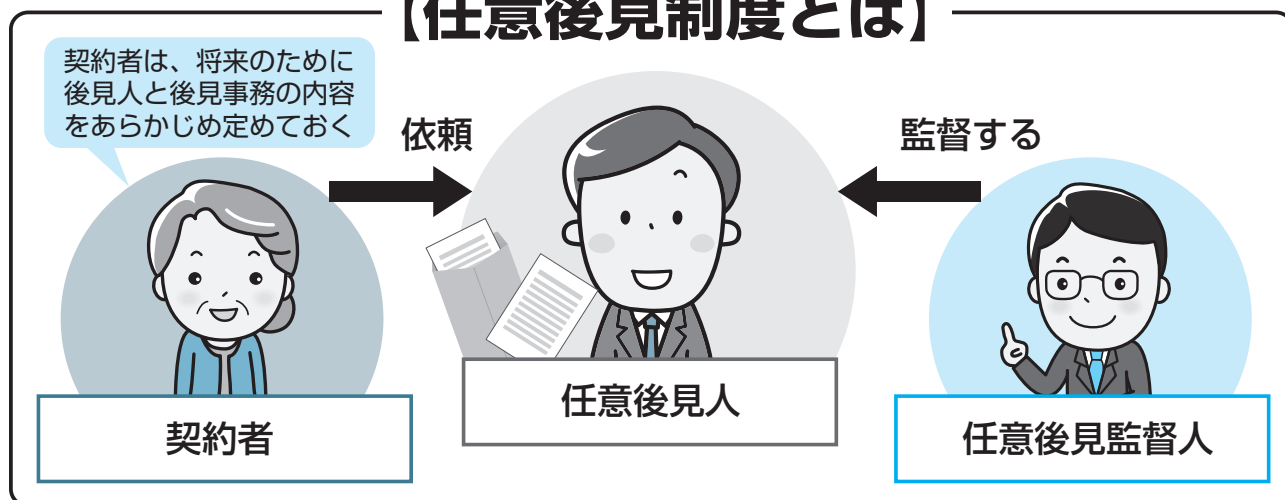 【任意後見制度とは】
契約者は、将来のために
後見人と後見事務の内容
をあらかじめ定めておく
依頼
監督する
契約者
任意後見人
任意後見監督人